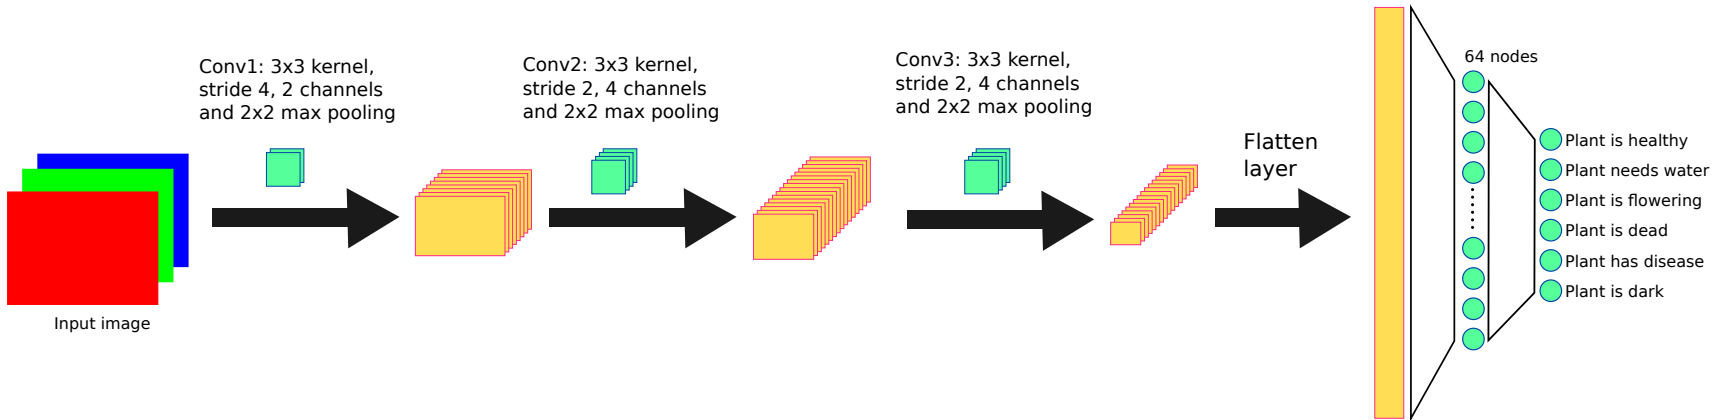 Conv1: 3x3 kernel,
stride 4, 2 channels
and 2x2 max pooling
Conv2: 3x3 kernel,
stride 2, 4 channels
and 2x2 max pooling
Conv3: 3x3 kernel,
stride 2, 4 channels
and 2x2 max pooling
Flatten
layer
64 nodes
Plant is healthy
Plant needs water
Plant is flowering
Plant is dead
Plant has disease
Plant is dark
Input image